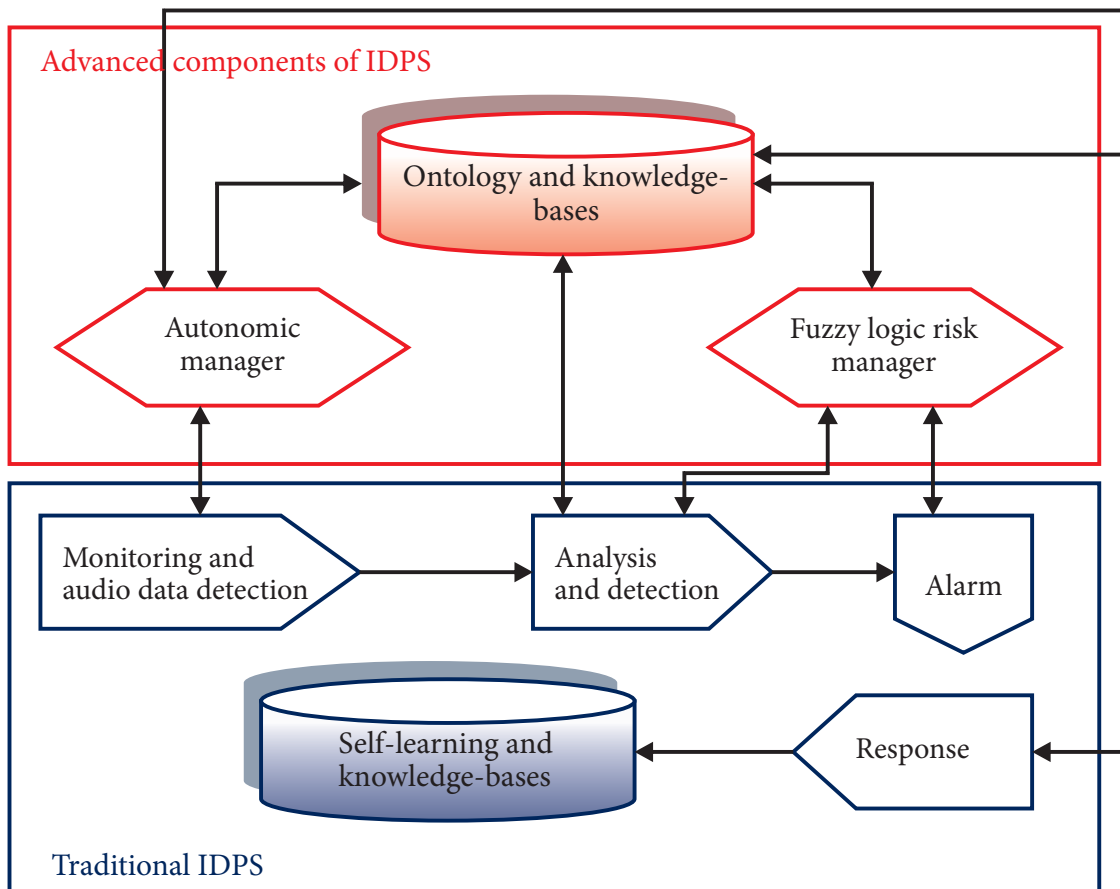 Advanced components of IDPS
Ontology and knowledge-
bases
Autonomic
manager
Fuzzy logic risk
manager
Monitoring and
audio data detection
Analysis
and detection
Alarm
Self-learning and
knowledge-bases
Response
Traditional IDPS